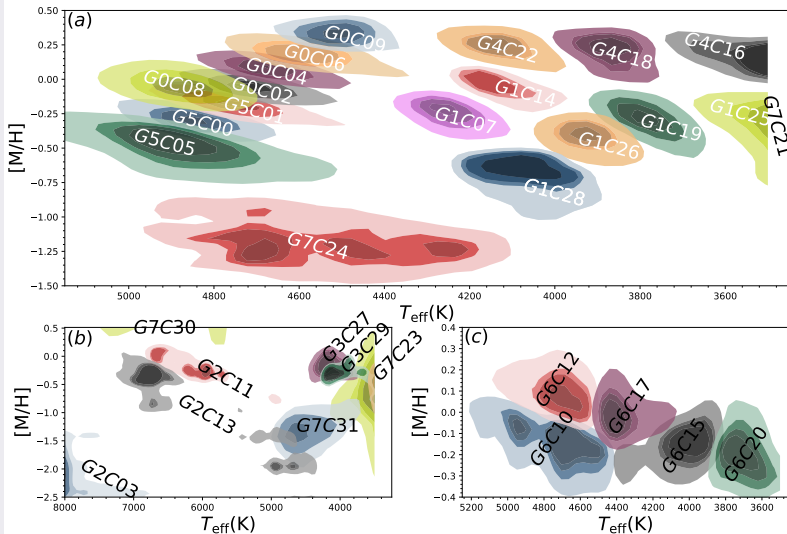 (a)
[M/H]
0.50
0.25
0.00
−0.25
−0.50
−0.75
−1.00
−1.25
−1.50
G0C09
G0C06
G0C04
G0C08
G0C02
G5C01
G5C00
G5C05
G7C24
G4C22
G4C18
G4C16
G1C14
G1C07
G1C19
G1C25
G7C21
G1C26
G1C28
5000 4800 4600 4400 4200 4000 3800 3600
Teff(K)
(b)
[M/H]
0.5
0.0
−0.5
−1.0
−1.5
−2.0
−2.5
G7C30
G2C11
G2C13
G2C03
G3C27
G3C29
G7C23
G7C31
8000 7000 6000 5000 4000
Teff(K)
(c)
[M/H]
0.4
0.3
0.2
0.1
0.0
−0.1
−0.2
−0.3
−0.4
G6C12
G6C10
G6C17
G6C15
G6C20
5200 5000 4800 4600 4400 4200 4000 3800 3600
Teff(K)